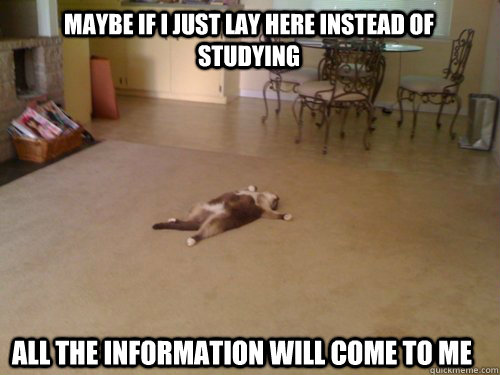 MAYBE IF I JUST LAY HERE INSTEAD OF
STUDYING
ALL THE INFORMATION WILL COME TO ME
quickmeme.com